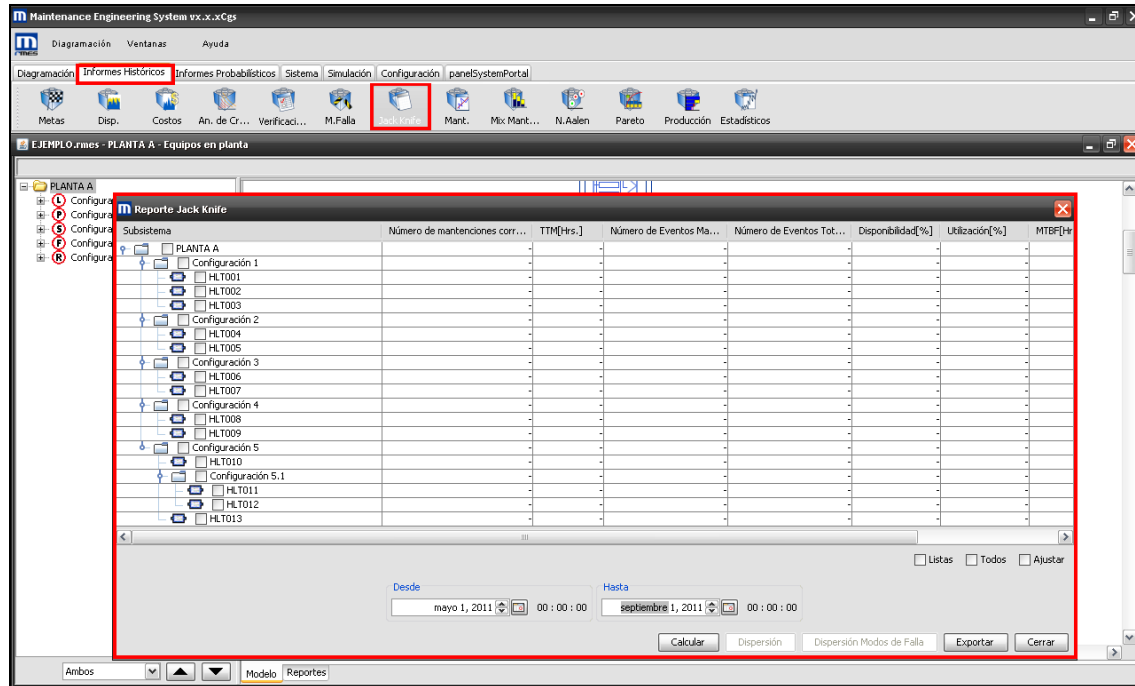 Maintenance Engineering System vx.x.xCgs
rmes Diagramación Ventanas Ayuda
Diagramación Informes Históricos Informes Probabilísticos Sistema Simulación Configuración panelSystemPortal
Metas Disp. Costos An. de Cr... Verificaci... M.Falla Jack Knife Mant. Mix Mant... N.Aalen Pareto Producción Estadísticos
EJEMPLO.rmes - PLANTA A - Equipos en planta
PLANTA A
L Configura
P Configura
S Configura
F Configura
R Configura
Reporte Jack Knife
Subsistema Número de mantenciones corr... TTM[Hrs.] Número de Eventos Ma... Número de Eventos Tot... Disponibilidad[%] Utilización[%] MTBF[Hr
PLANTA A - - - - - -
Configuración 1 - - - - - -
HLT001 - - - - - -
HLT002 - - - - - -
HLT003 - - - - - -
Configuración 2 - - - - - -
HLT004 - - - - - -
HLT005 - - - - - -
Configuración 3 - - - - - -
HLT006 - - - - - -
HLT007 - - - - - -
Configuración 4 - - - - - -
HLT008 - - - - - -
HLT009 - - - - - -
Configuración 5 - - - - - -
HLT010 - - - - - -
Configuración 5.1 - - - - - -
HLT011 - - - - - -
HLT012 - - - - - -
HLT013 - - - - - -
Listas Todos Ajustar
Desde Hasta
mayo 1, 2011 00 : 00 : 00 septiembre 1, 2011 00 : 00 : 00
Calcular Dispersión Dispersión Modos de Falla Exportar Cerrar
Ambos Modelo Reportes